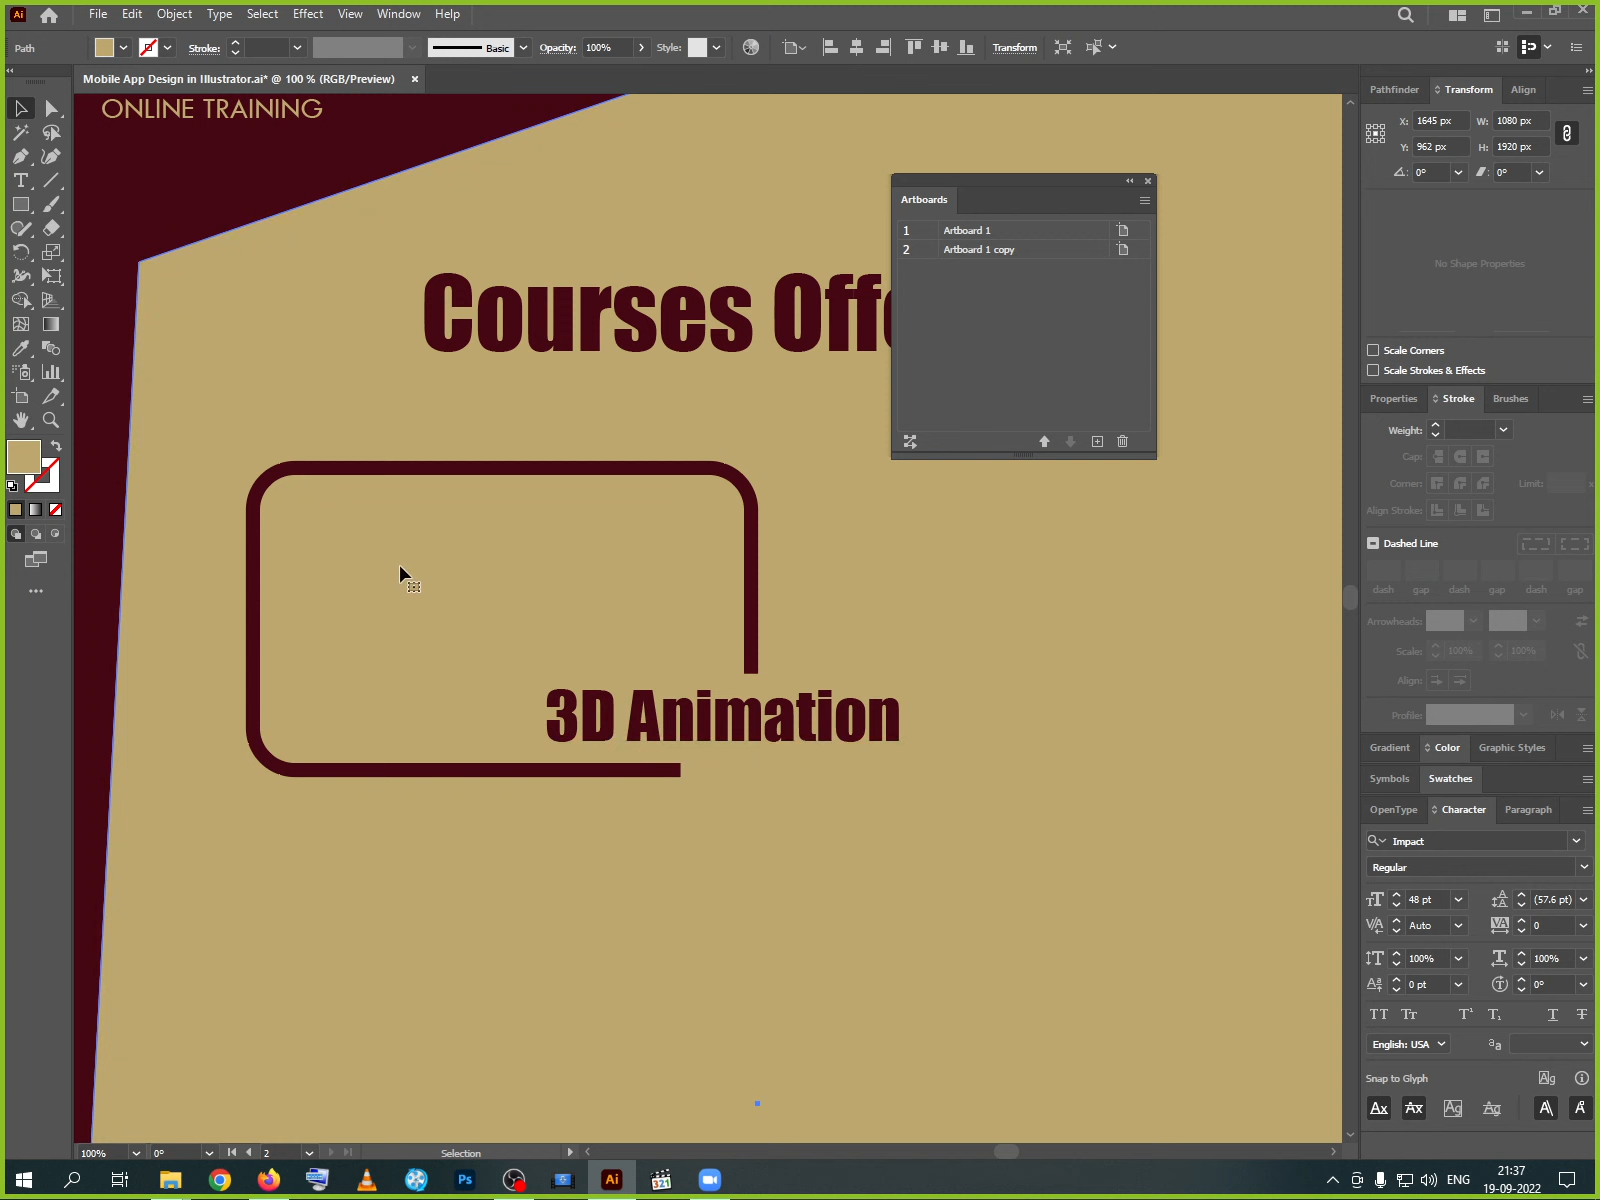 Ai
File Edit Object Type Select Effect View Window Help
Path Stroke: Basic Opacity: 100% Style: Transform
Mobile App Design in Illustrator.ai* @ 100 % (RGB/Preview)
ONLINE TRAINING
Courses Offe
3D Animation
Artboards
1 Artboard 1
2 Artboard 1 copy
Pathfinder Transform Align
X: 1645 px W: 1080 px
Y: 962 px H: 1920 px
0° 0°
No Shape Properties
Scale Corners
Scale Strokes & Effects
Properties Stroke Brushes
Weight:
Cap:
Corner: Limit: x
Align Stroke:
Dashed Line
dash gap dash gap dash gap
Arrowheads:
Scale: 100% 100%
Align:
Profile:
Gradient Color Graphic Styles
Symbols Swatches
OpenType Character Paragraph
Impact
Regular
48 pt (57.6 pt)
Auto 0
100% 100%
0 pt 0°
English: USA
Snap to Glyph
100% 0° 2 Selection
Ps Ai 321 ENG
21:37
19-09-2022